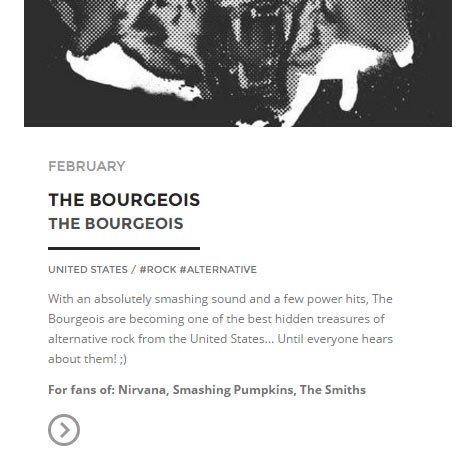 FEBRUARY
THE BOURGEOIS
THE BOURGEOIS
UNITED STATES / #ROCK #ALTERNATIVE
With an absolutely smashing sound and a few power hits, The
Bourgeois are becoming one of the best hidden treasures of
alternative rock from the United States... Until everyone hears
about them! ;)
For fans of: Nirvana, Smashing Pumpkins, The Smiths